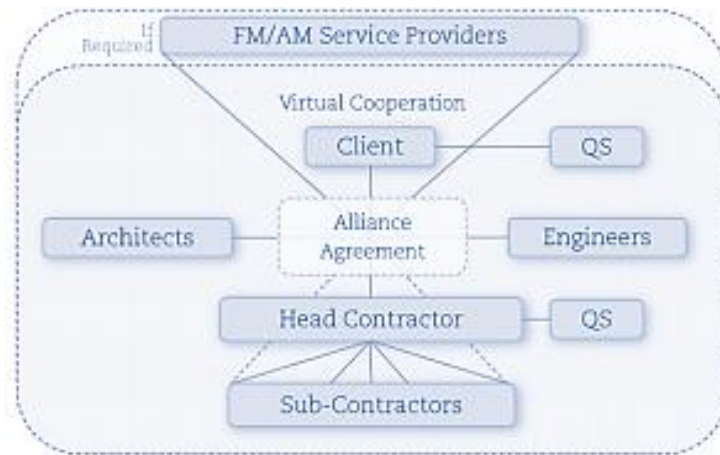 If
Required
FM/AM Service Providers
Virtual Cooperation
Client
QS
Alliance
Agreement
Architects
Engineers
Head Contractor
QS
Sub-Contractors